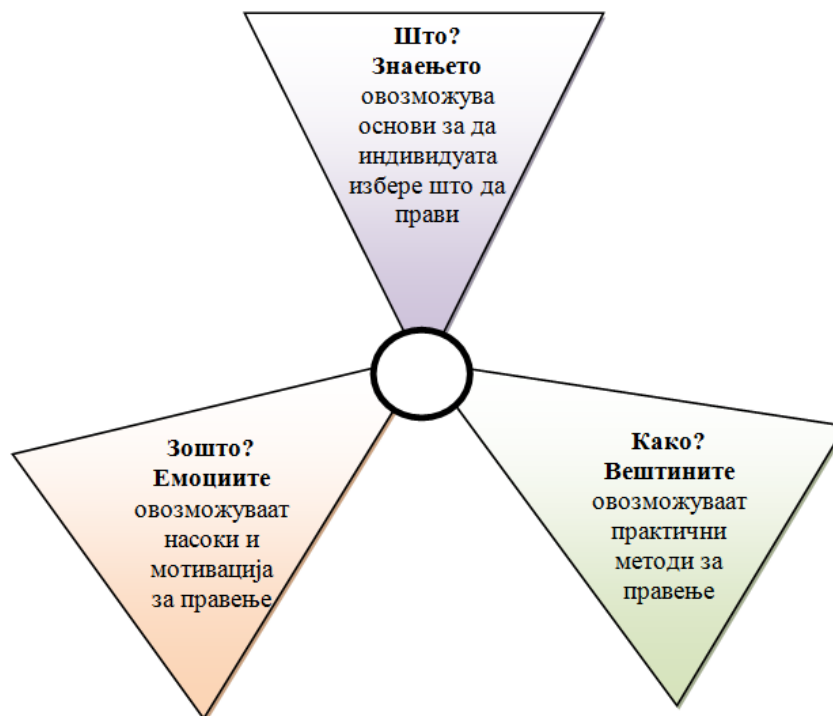 Што?
Знаењето
овозможува
основи за да
индивидуата
избере што да
прави
Зошто?
Емоциите
овозможуваат
насоки и
мотивација
за правење
Како?
Вештините
овозможуваат
практични
методи за
правење